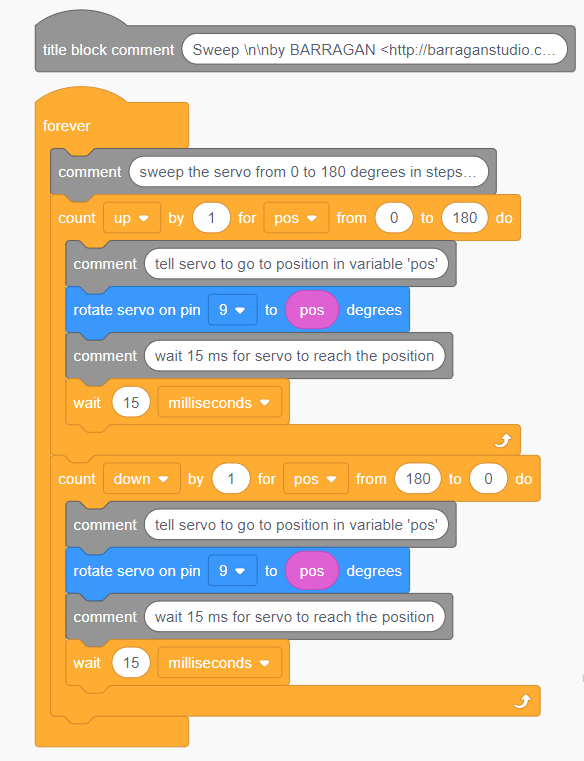 title block comment Sweep \n\nby BARRAGAN <http://barraganstudio.c...
forever
comment sweep the servo from 0 to 180 degrees in steps...
count up by 1 for pos from 0 to 180 do
comment tell servo to go to position in variable 'pos'
rotate servo on pin 9 to pos degrees
comment wait 15 ms for servo to reach the position
wait 15 milliseconds
count down by 1 for pos from 180 to 0 do
comment tell servo to go to position in variable 'pos'
rotate servo on pin 9 to pos degrees
comment wait 15 ms for servo to reach the position
wait 15 milliseconds